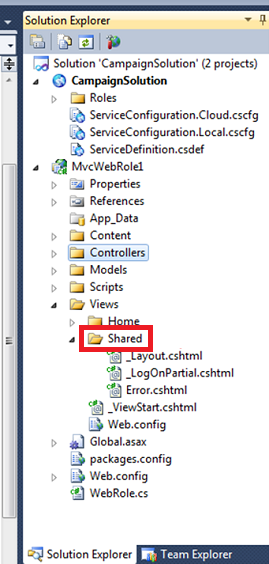 Solution Explorer
Solution 'CampaignSolution' (2 projects)
CampaignSolution
Roles
ServiceConfiguration.Cloud.cscfg
ServiceConfiguration.Local.cscfg
ServiceDefinition.csdef
MvcWebRole1
Properties
References
App_Data
Content
Controllers
Models
Scripts
Views
Home
Shared
_Layout.cshtml
_LogOnPartial.cshtml
Error.cshtml
_ViewStart.cshtml
Web.config
Global.asax
packages.config
Web.config
WebRole.cs
Solution Explorer Team Explorer